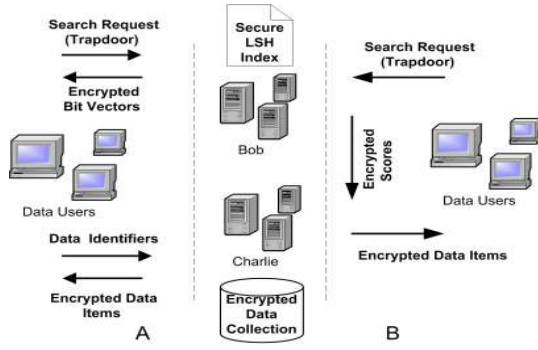 Search Request
(Trapdoor)
Encrypted
Bit Vectors
Data Users
Data Identifiers
Encrypted Data
Items
A
Secure
LSH
Index
Bob
Charlie
Encrypted
Data
Collection
Search Request
(Trapdoor)
Encrypted
Scores
Data Users
Encrypted Data Items
B